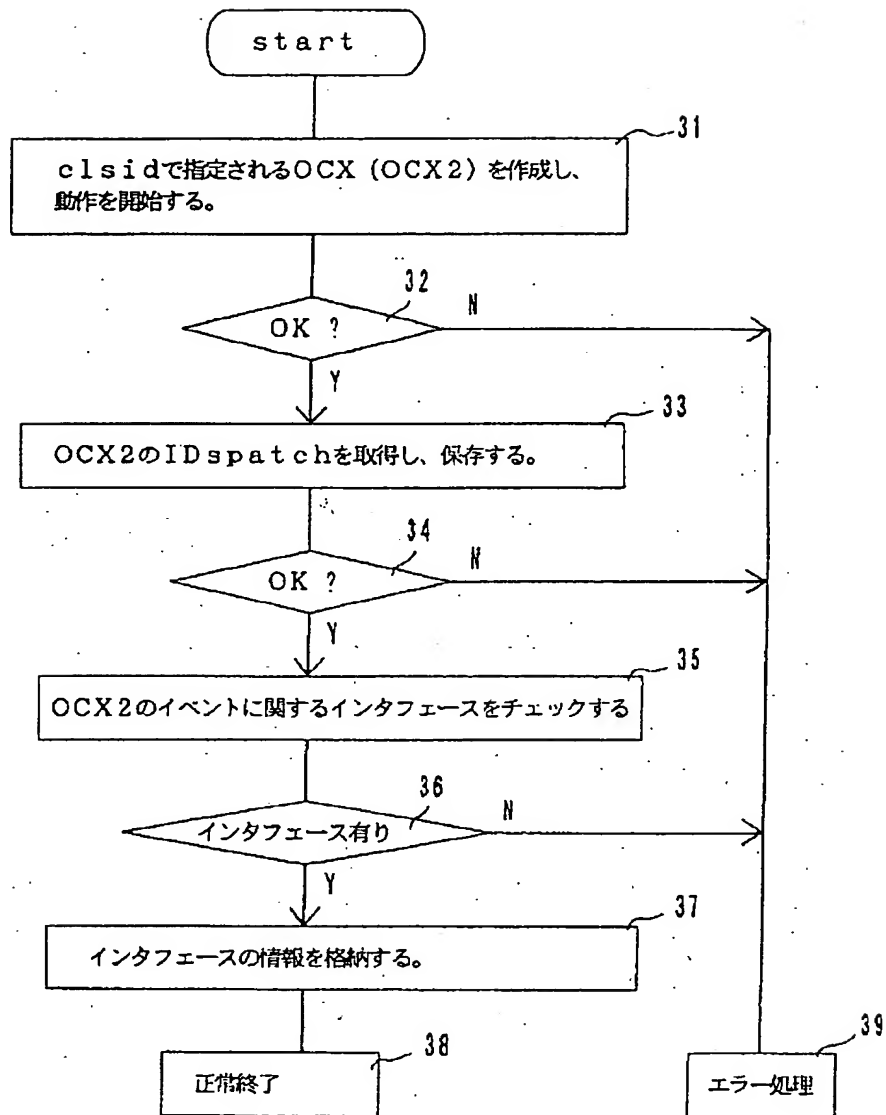 start
31
clsidで指定されるOCX(OCX2)を作成し、
動作を開始する。
32
OK ?
N
Y
33
OCX2のIDspatchを取得し、保存する。
34
OK ?
N
Y
35
OCX2のイベントに関するインタフェースをチェックする
36
インタフェース有り
N
Y
37
インタフェースの情報を格納する。
38
正常終了
39
エラー処理